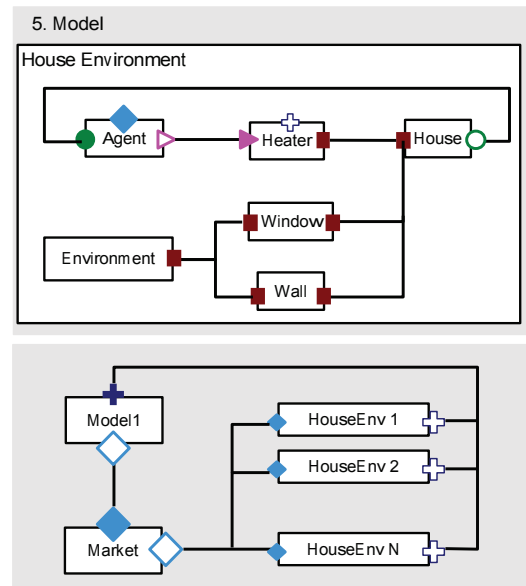 5. Model
House Environment
Agent
Heater
House
Window
Environment
Wall
Model1
HouseEnv 1
HouseEnv 2
Market
HouseEnv N